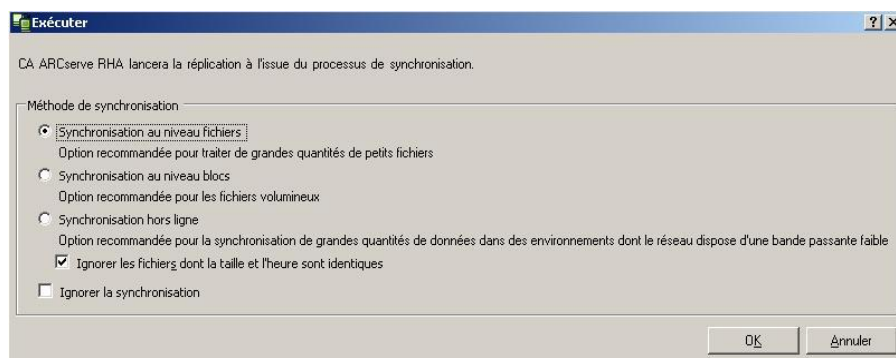 Exécuter
CA ARCserve RHA lancera la réplication à l'issue du processus de synchronisation.
Méthode de synchronisation
Synchronisation au niveau fichiers
Option recommandée pour traiter de grandes quantités de petits fichiers
Synchronisation au niveau blocs
Option recommandée pour les fichiers volumineux
Synchronisation hors ligne
Option recommandée pour la synchronisation de grandes quantités de données dans des environnements dont le réseau dispose d'une bande passante faible
Ignorer les fichiers dont la taille et l'heure sont identiques
Ignorer la synchronisation
OK Annuler